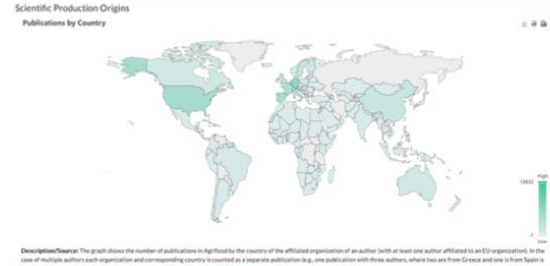 Scientific Production Origins
Publications by Country
High
Low
Description/Source: The graph shows the number of publications in Agrifood by the country of the affiliated organization of an author (with at least one author affiliated to an EU organization). In the
case of multiple authors each organization and corresponding country is counted as a separate publication (e.g., one publication with three authors, where two are from Greece and one is from Spain is